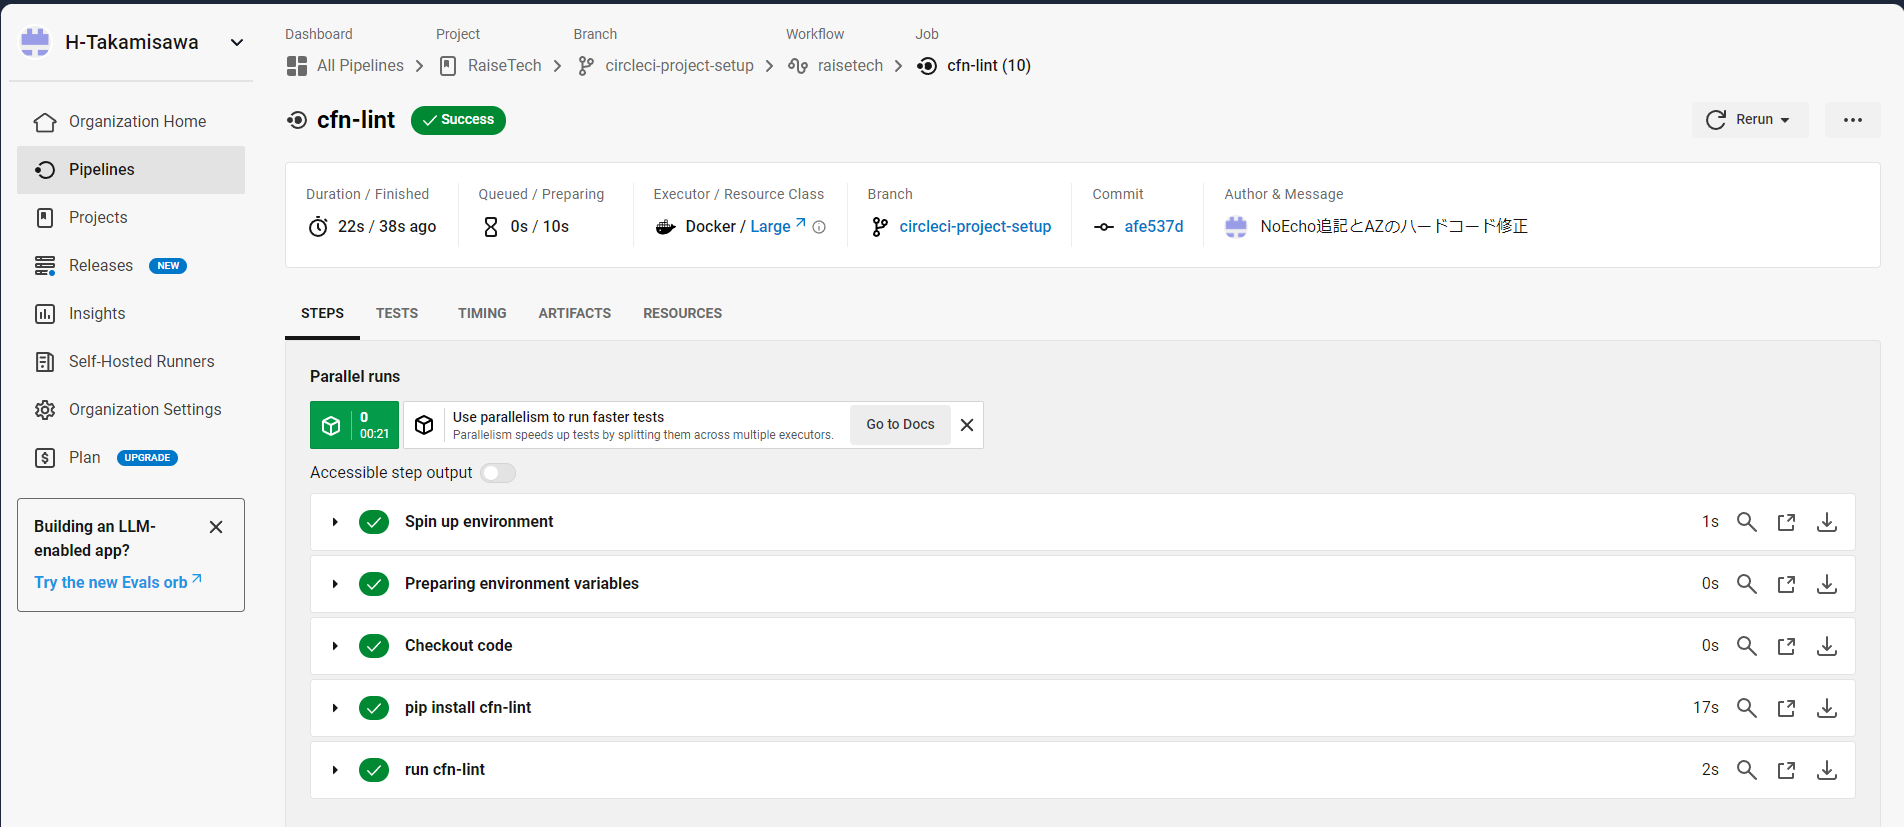 H-Takamisawa
Organization Home
Pipelines
Projects
Releases NEW
Insights
Self-Hosted Runners
Organization Settings
Plan UPGRADE
Building an LLM-
enabled app?
Try the new Evals orb
Dashboard Project Branch Workflow Job
All Pipelines RaiseTech circleci-project-setup raisetech cfn-lint (10)
cfn-lint Success
Rerun
Duration / Finished Queued / Preparing Executor / Resource Class Branch Commit Author & Message
22s / 38s ago 0s / 10s Docker / Large circleci-project-setup afe537d NoEcho追記とAZのハードコード修正
STEPS TESTS TIMING ARTIFACTS RESOURCES
Parallel runs
0
00:21
Use parallelism to run faster tests
Parallelism speeds up tests by splitting them across multiple executors.
Go to Docs
Accessible step output
Spin up environment 1s
Preparing environment variables 0s
Checkout code 0s
pip install cfn-lint 17s
run cfn-lint 2s